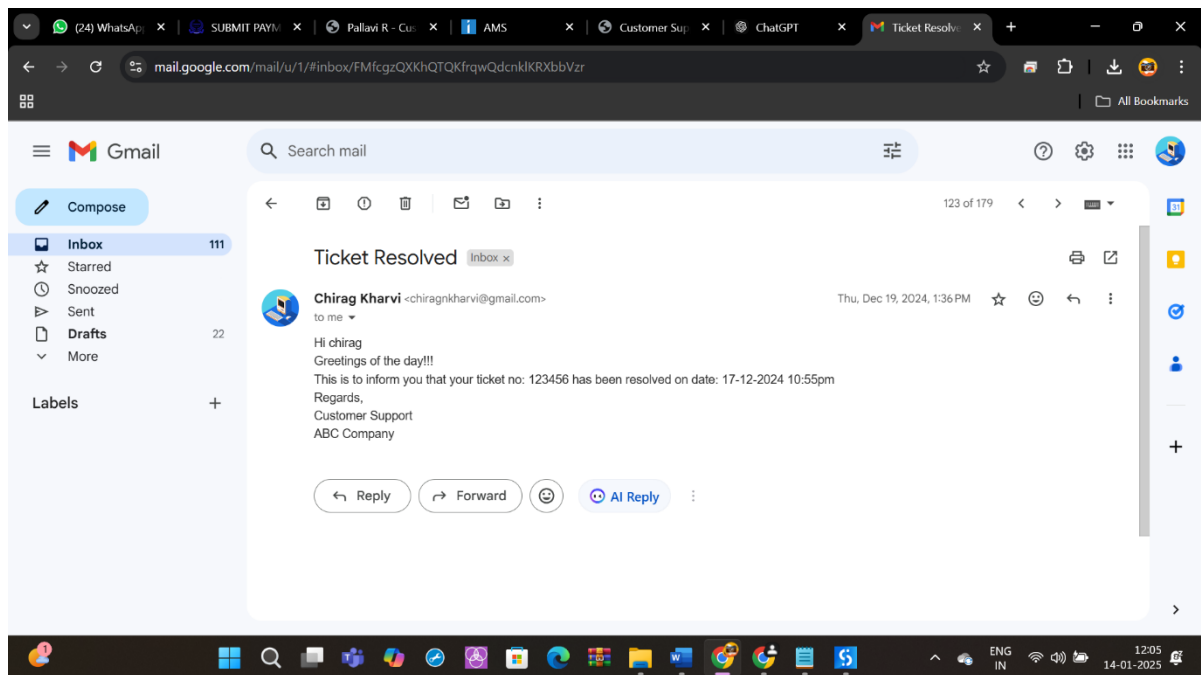 (24) WhatsAp
SUBMIT PAYM
Pallavi R - Cus
AMS
Customer Sup
ChatGPT
Ticket Resolve
mail.google.com/mail/u/1/#inbox/FMfcgzQXKhQTQKfrqwQdcnklKRXbbVzr
All Bookmarks
Gmail
Search mail
Compose
123 of 179
Inbox 111
Starred
Snoozed
Sent
Drafts 22
More
Labels
Ticket Resolved Inbox x
Chirag Kharvi <chiragnkharvi@gmail.com> Thu, Dec 19, 2024, 1:36 PM
to me
Hi chirag
Greetings of the day!!!
This is to inform you that your ticket no: 123456 has been resolved on date: 17-12-2024 10:55pm
Regards,
Customer Support
ABC Company
Reply
Forward
AI Reply
31
1
ENG
IN
12:05
14-01-2025